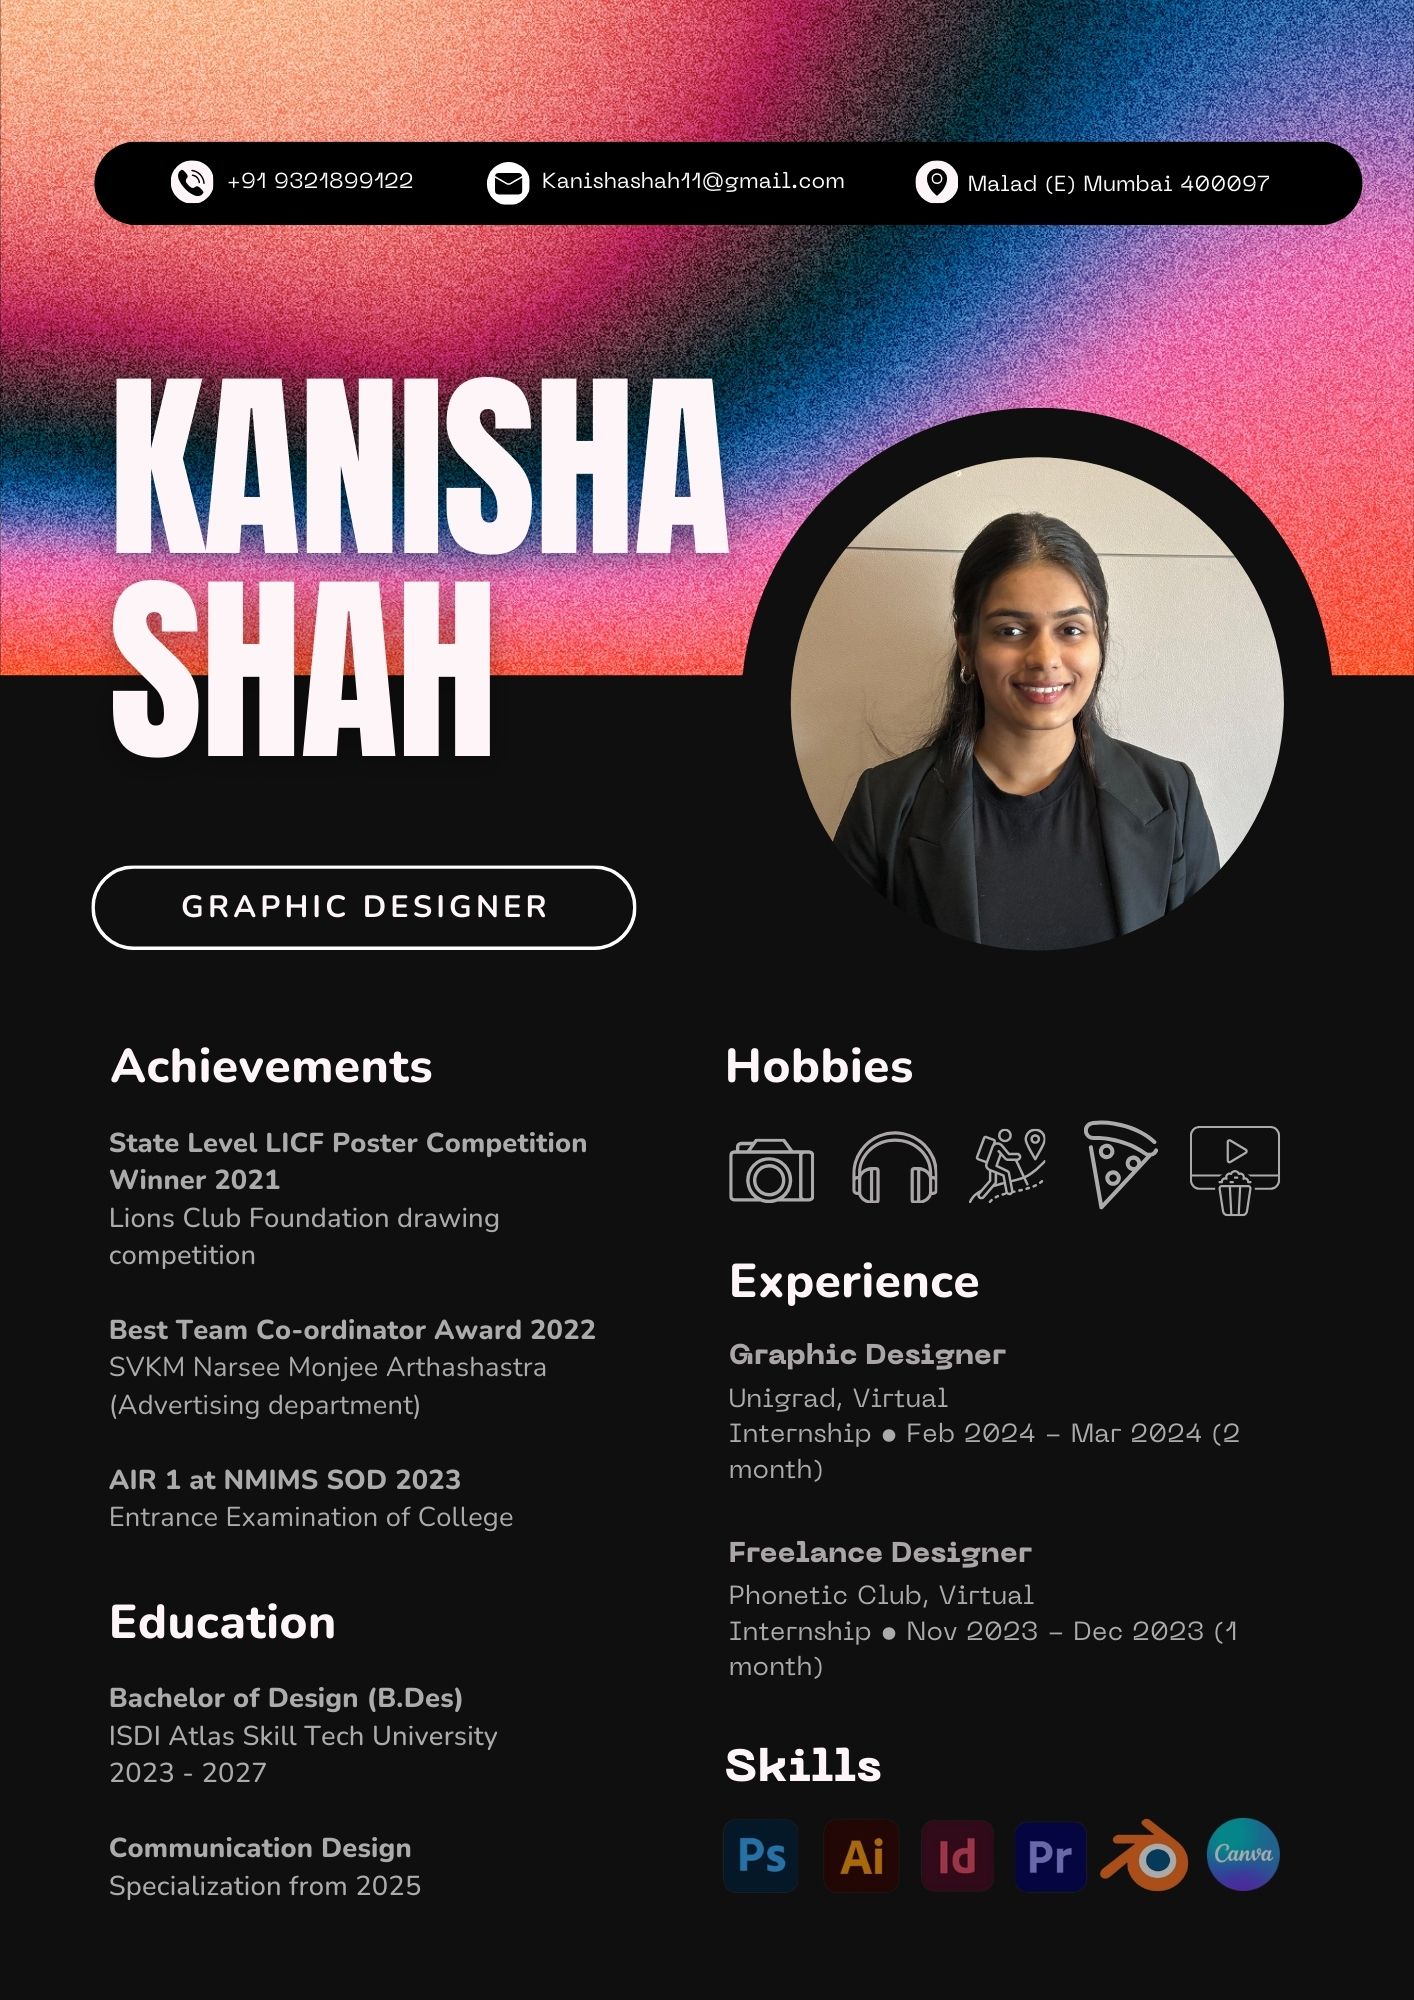 +91 9321899122
Kanishashah11@gmail.com
Malad (E) Mumbai 400097
KANISHA
SHAH
GRAPHIC DESIGNER
Achievements
State Level LICF Poster Competition
Winner 2021
Lions Club Foundation drawing
competition
Best Team Co-ordinator Award 2022
SVKM Narsee Monjee Arthashastra
(Advertising department)
AIR 1 at NMIMS SOD 2023
Entrance Examination of College
Education
Bachelor of Design (B.Des)
ISDI Atlas Skill Tech University
2023 - 2027
Communication Design
Specialization from 2025
Hobbies
Experience
Graphic Designer
Unigrad, Virtual
Internship ● Feb 2024 – Mar 2024 (2
month)
Freelance Designer
Phonetic Club, Virtual
Internship ● Nov 2023 – Dec 2023 (1
month)
Skills
Ps Ai Id Pr Canva